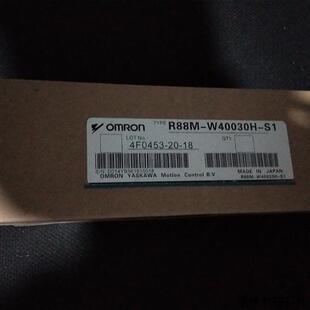 OMRON TYPE R88M-W40030H-S1
LOT No. QTY.
4F0453-20-18
OMRON YASKAWA Motion Control B.V MADE IN JAPAN
R88M-W40030H-S1